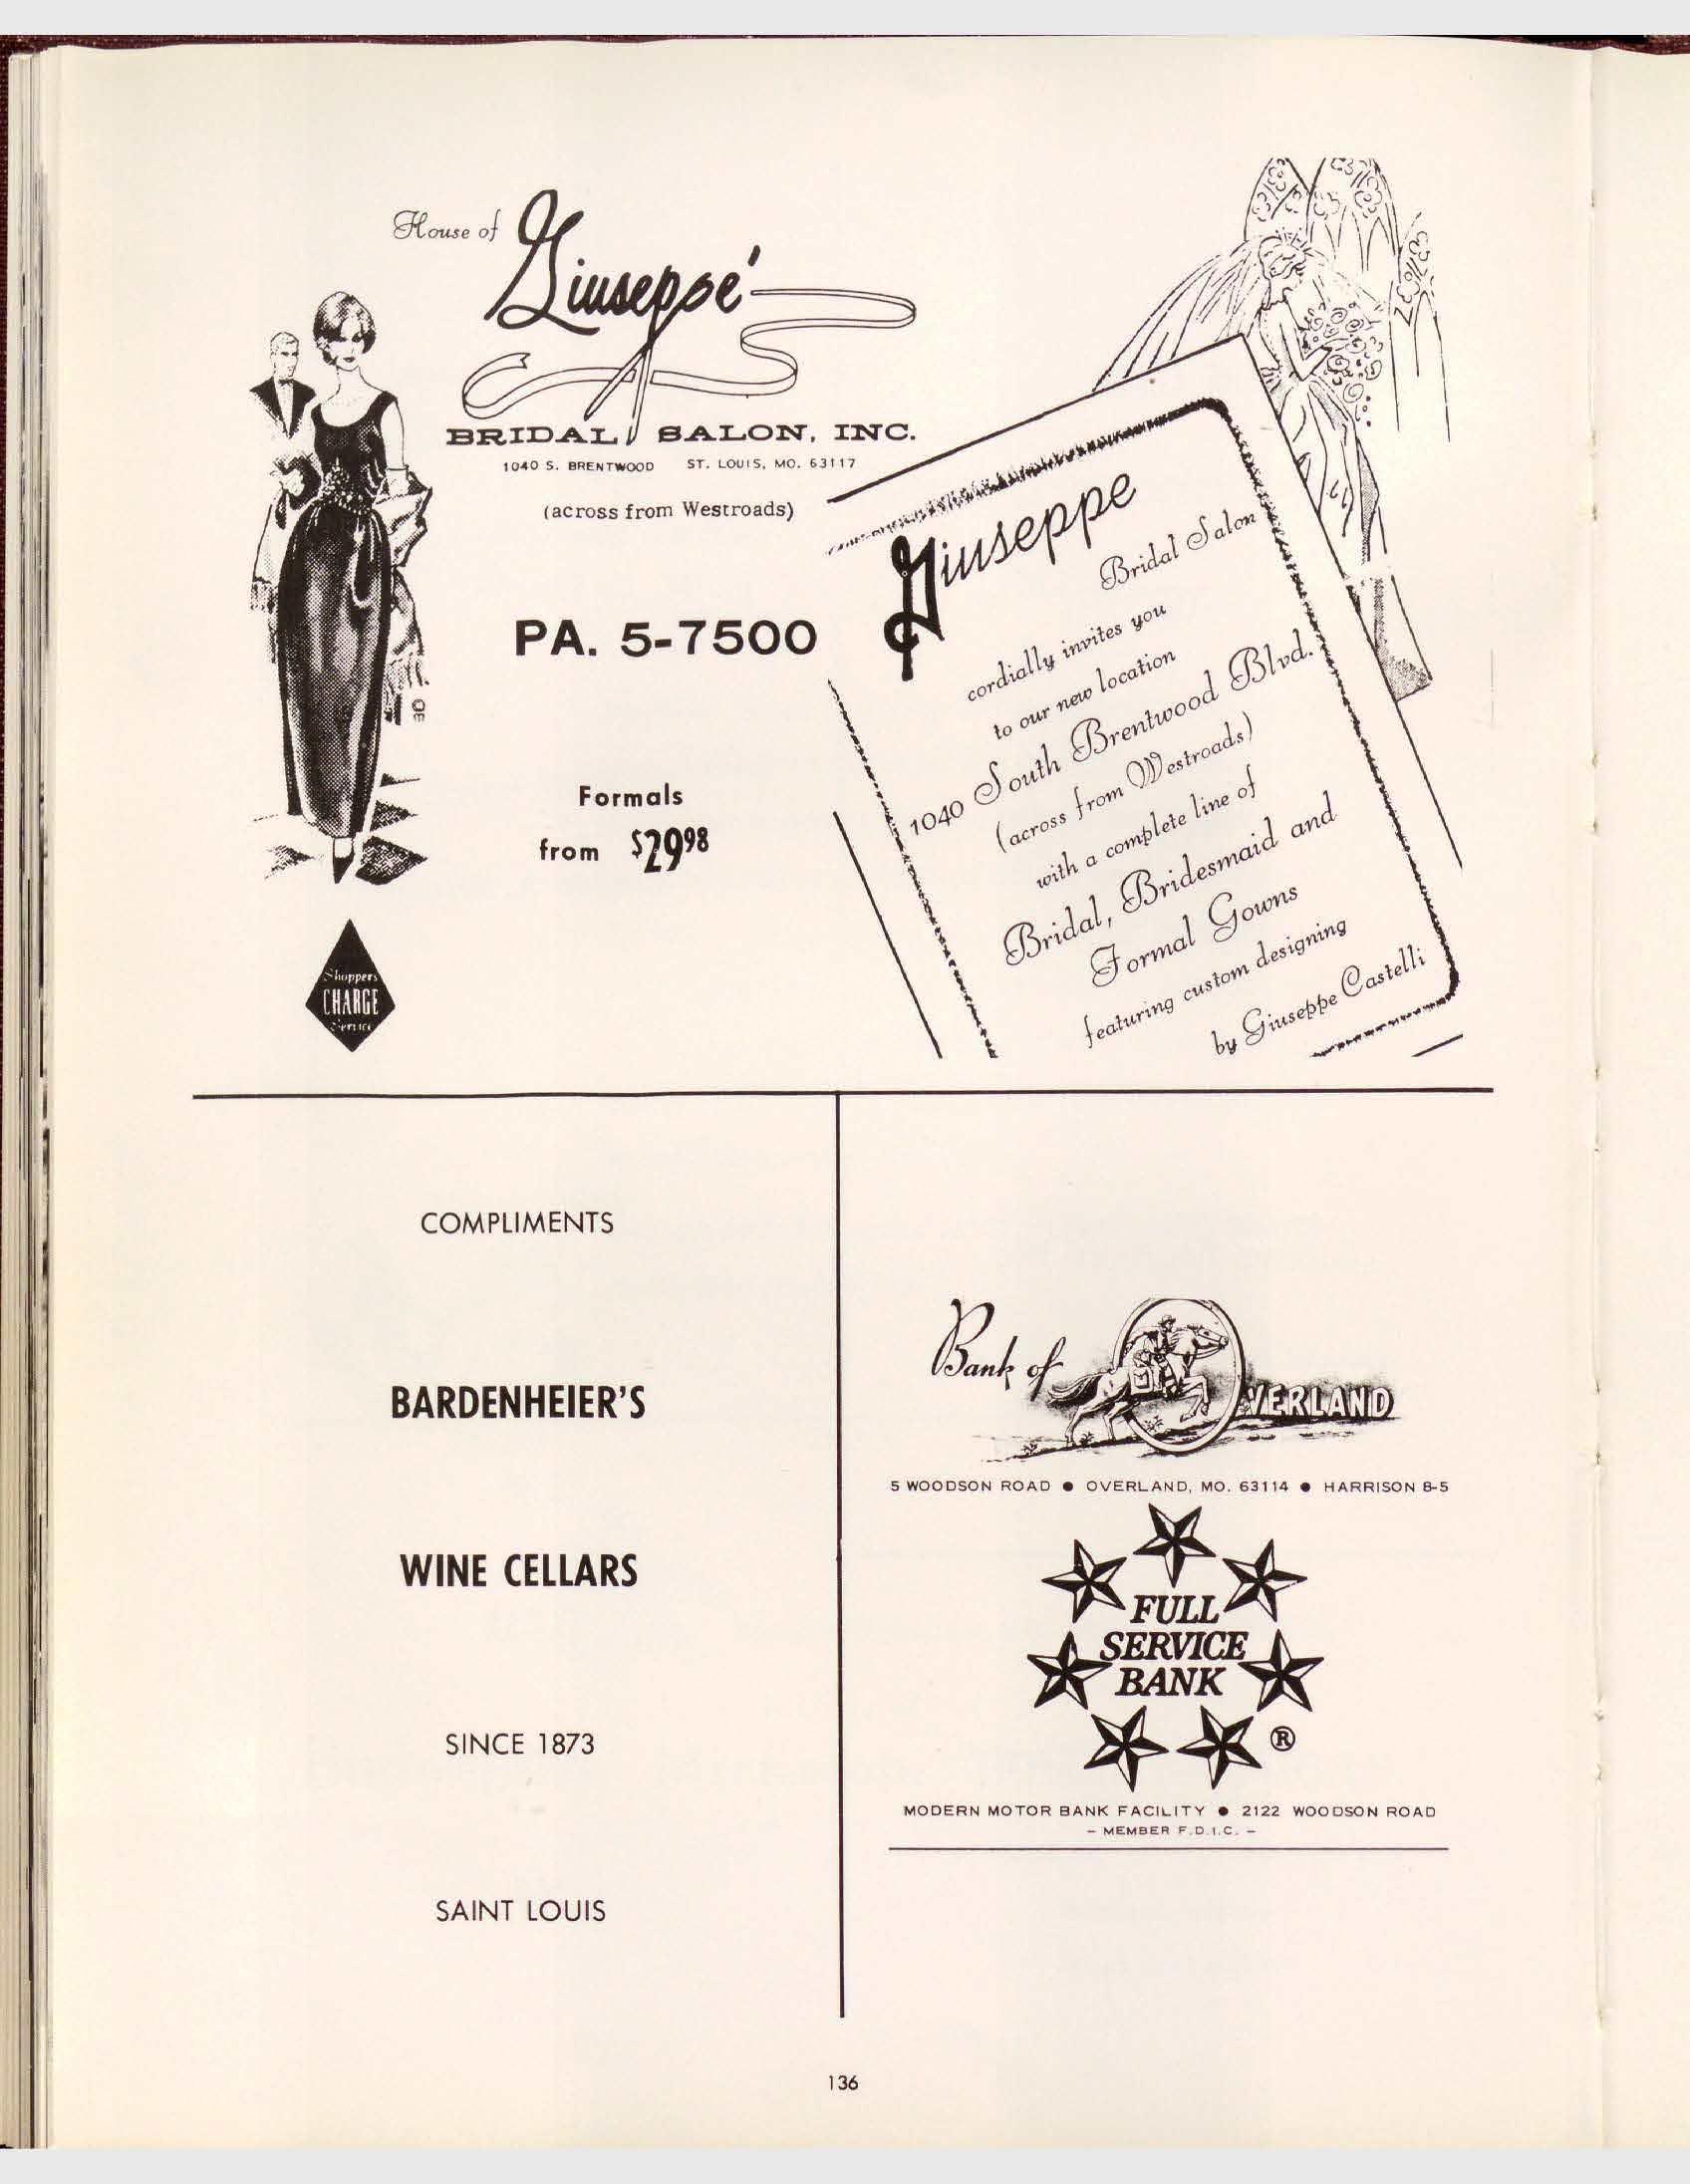 House of
Giuseppe'
BRIDAL SALON, INC.
1040 S. BRENTWOOD ST. LOUIS, MO. 63117
(across from Westroads)
PA. 5-7500
Formals
from $2998
Shoppers
CHARGE
Service
Giuseppe
Bridal Salon
cordially invites you
to our new location
1040 South Brentwood Blvd.
(across from Westroads)
with a complete line of
Bridal, Bridesmaid and
Formal Gowns
featuring custom designing
by Giuseppe Castelli
COMPLIMENTS
BARDENHEIER'S
WINE CELLARS
SINCE 1873
SAINT LOUIS
Bank of OVERLAND
5 WOODSON ROAD ● OVERLAND, MO. 63114 ● HARRISON 8-5
FULL
SERVICE
BANK
®
MODERN MOTOR BANK FACILITY ● 2122 WOODSON ROAD
– MEMBER F.D.I.C. –
136